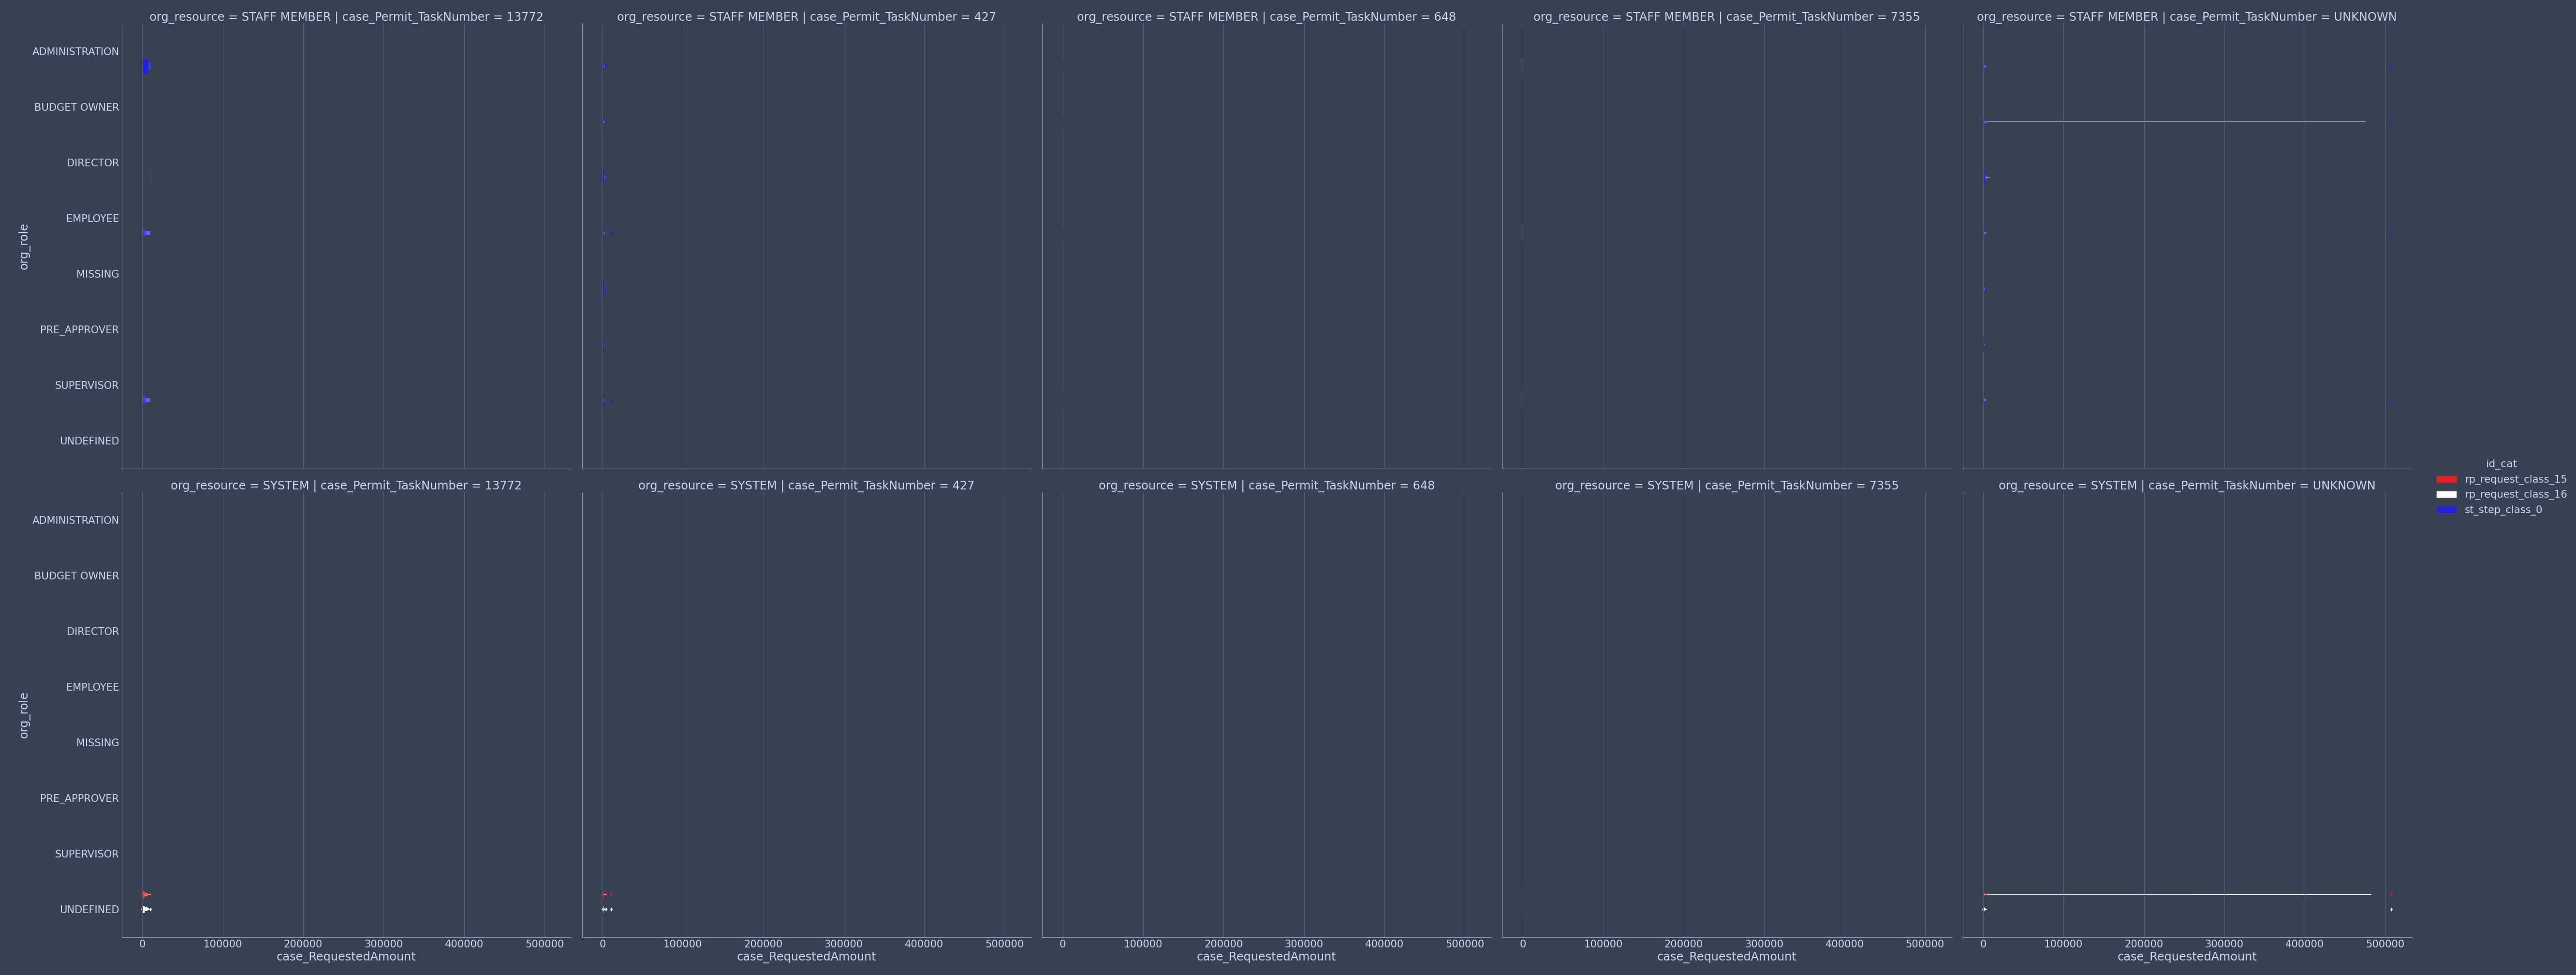 org_resource = STAFF MEMBER | case_Permit_TaskNumber = 13772
org_resource = STAFF MEMBER | case_Permit_TaskNumber = 427
org_resource = STAFF MEMBER | case_Permit_TaskNumber = 648
org_resource = STAFF MEMBER | case_Permit_TaskNumber = 7355
org_resource = STAFF MEMBER | case_Permit_TaskNumber = UNKNOWN
org_role
ADMINISTRATION
BUDGET OWNER
DIRECTOR
EMPLOYEE
MISSING
PRE_APPROVER
SUPERVISOR
UNDEFINED
id_cat
rp_request_class_15
rp_request_class_16
st_step_class_0
org_resource = SYSTEM | case_Permit_TaskNumber = 13772
org_resource = SYSTEM | case_Permit_TaskNumber = 427
org_resource = SYSTEM | case_Permit_TaskNumber = 648
org_resource = SYSTEM | case_Permit_TaskNumber = 7355
org_resource = SYSTEM | case_Permit_TaskNumber = UNKNOWN
org_role
ADMINISTRATION
BUDGET OWNER
DIRECTOR
EMPLOYEE
MISSING
PRE_APPROVER
SUPERVISOR
UNDEFINED
0 100000 200000 300000 400000 500000
0 100000 200000 300000 400000 500000
0 100000 200000 300000 400000 500000
0 100000 200000 300000 400000 500000
0 100000 200000 300000 400000 500000
case_RequestedAmount
case_RequestedAmount
case_RequestedAmount
case_RequestedAmount
case_RequestedAmount